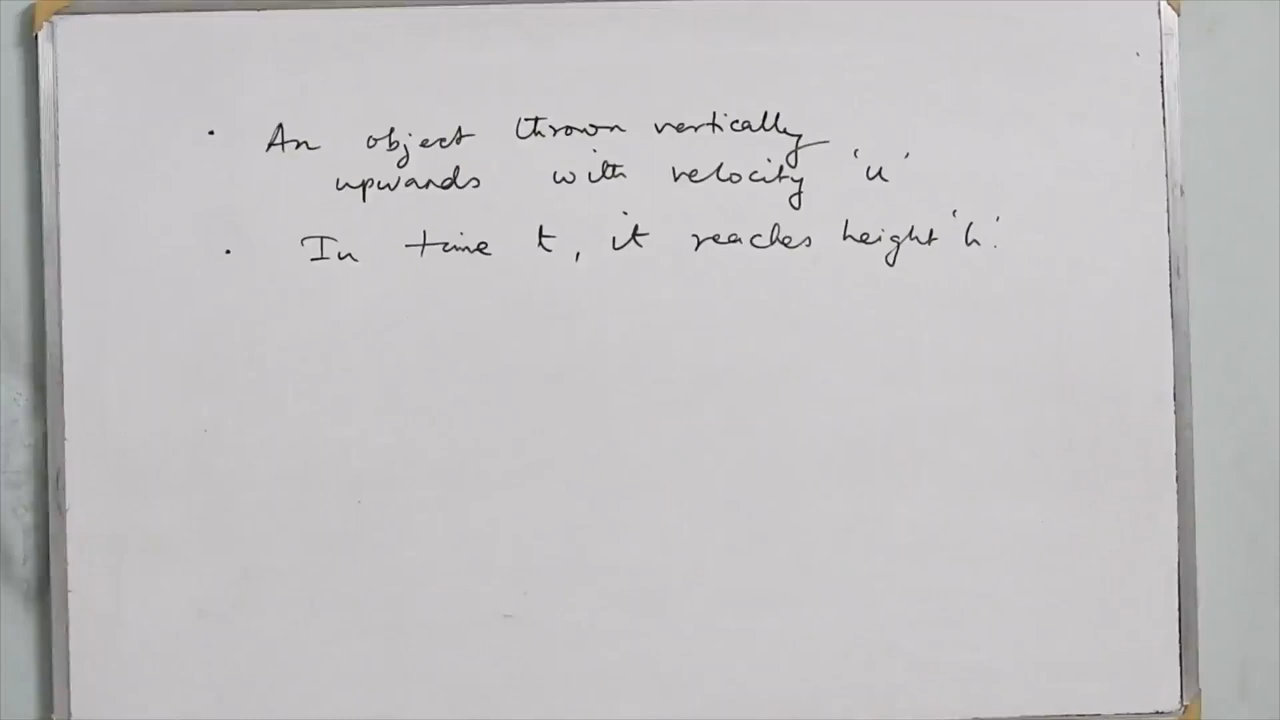 · An object thrown vertically
upwards with velocity 'u'
· In time t, it reaches height 'h'.